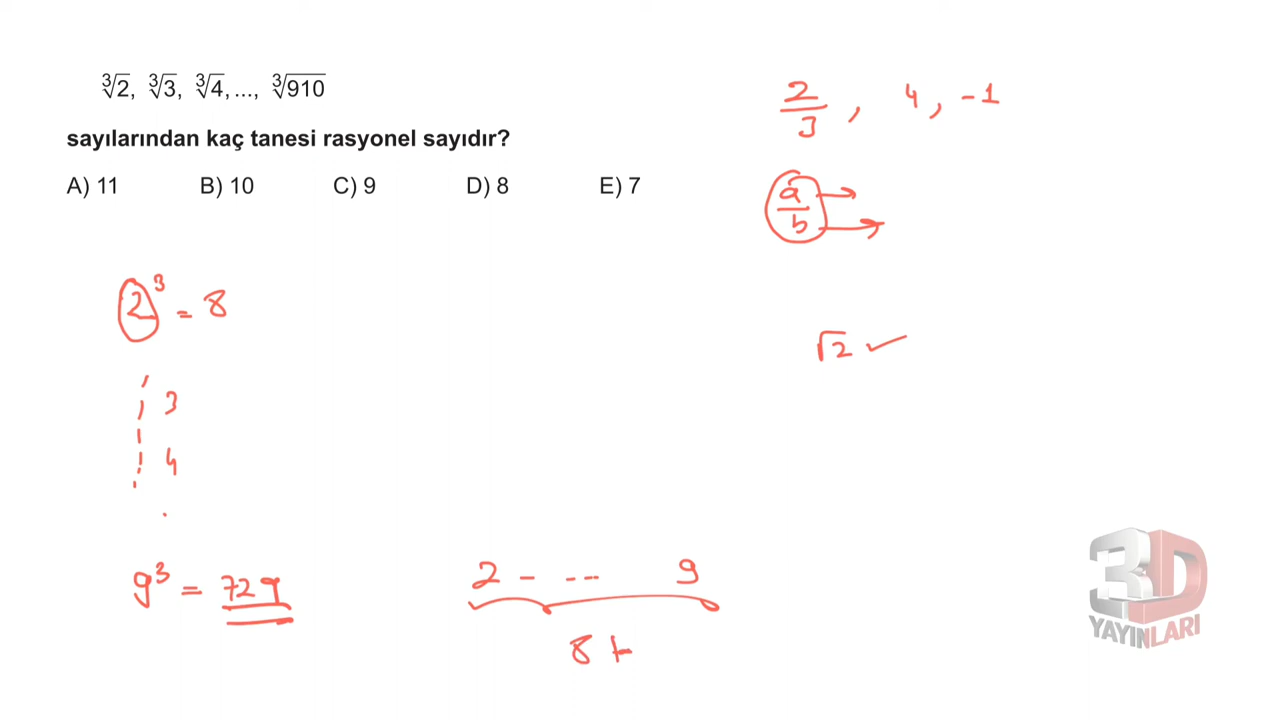 ∛2, ∛3, ∛4, ..., ∛910
sayılarından kaç tanesi rasyonel sayıdır?
A) 11 B) 10 C) 9 D) 8 E) 7
2/3, 4, -1
a/b
2³ = 8
√2
3
4
9³ = 729
2 - --- 9
8 t
3D
YAYINLARI